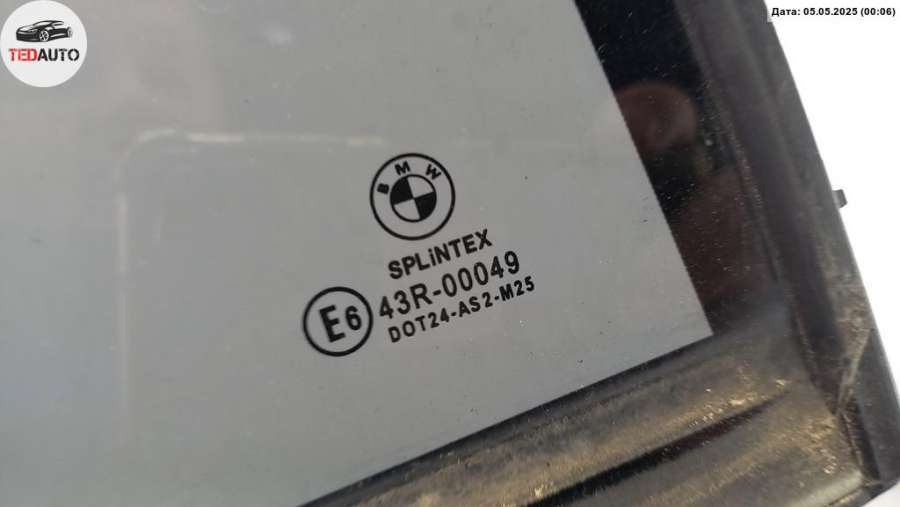 TEDAUTO
Дата: 05.05.2025 (00:06)
BMW
SPLiNTEX
E6 43R-00049
DOT24-AS2-M25